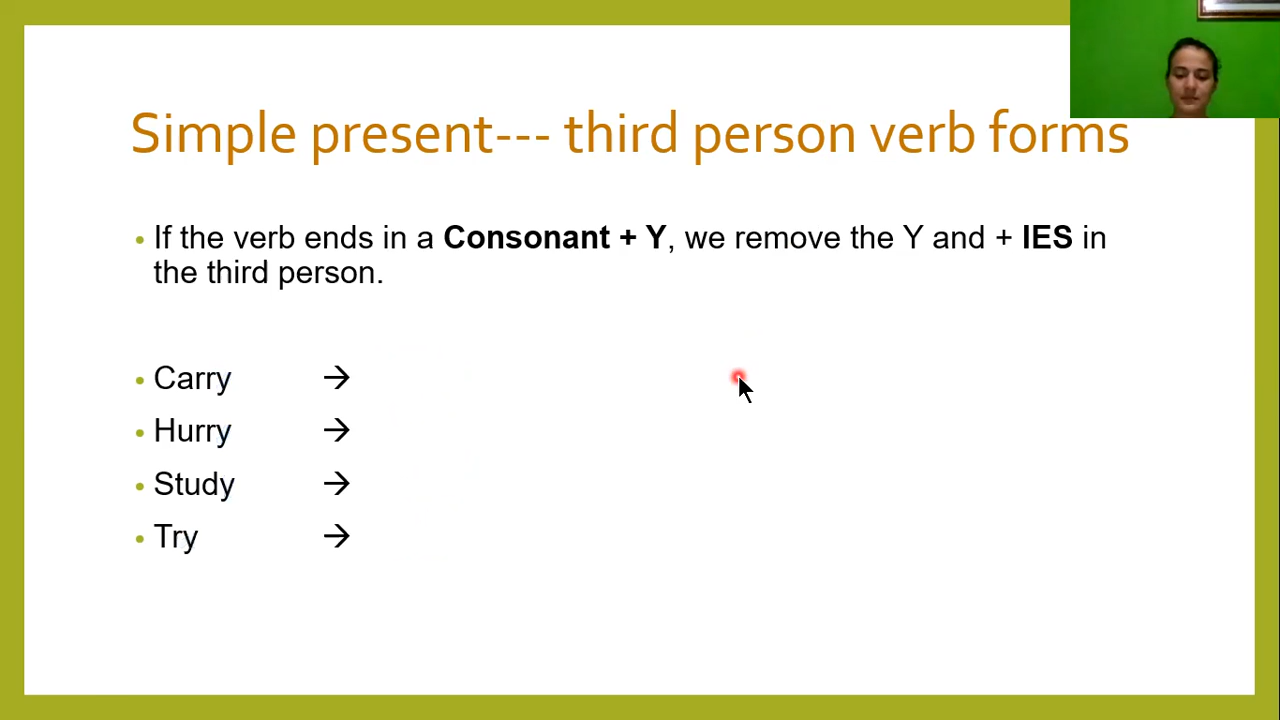 Simple present--- third person verb forms
• If the verb ends in a Consonant + Y, we remove the Y and + IES in
the third person.
• Carry →
• Hurry →
• Study →
• Try →